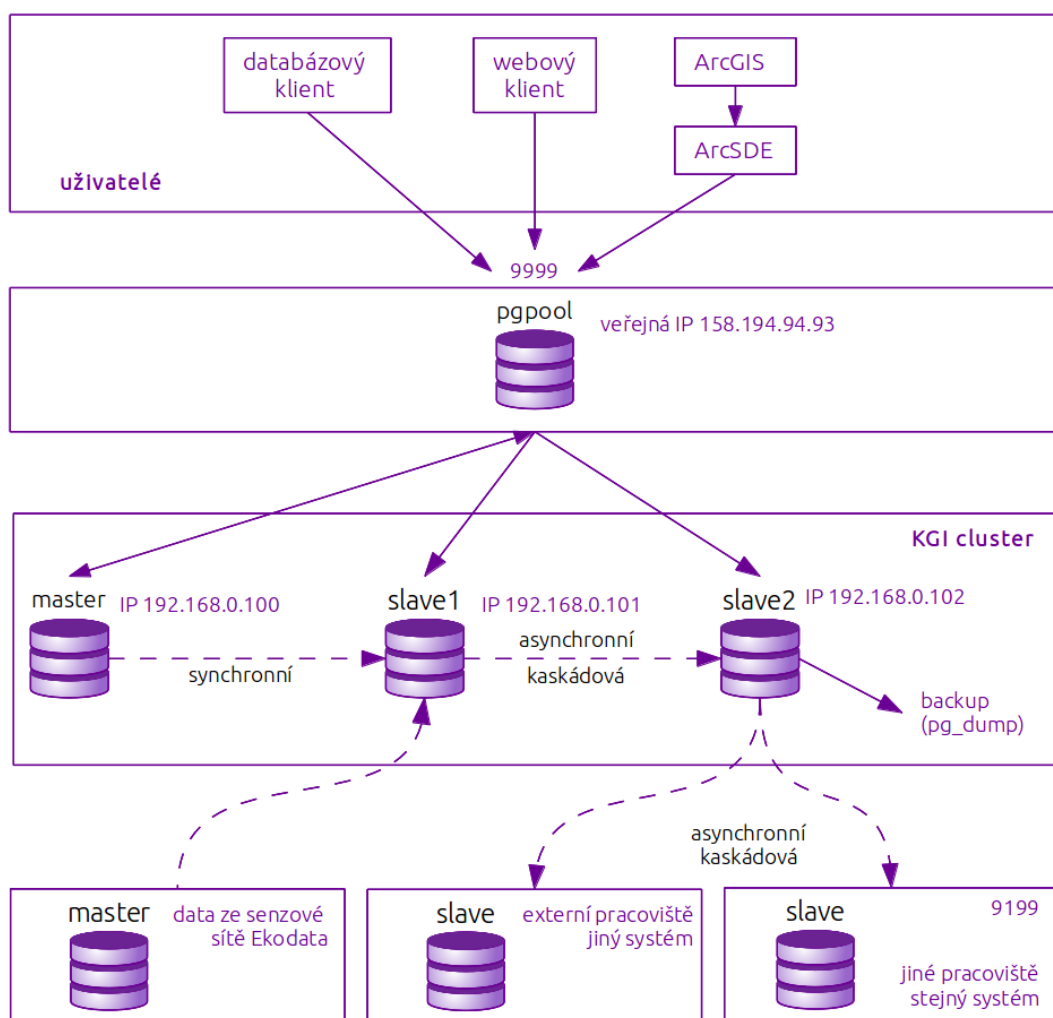 databázový
klient
webový
klient
ArcGIS
ArcSDE
uživatelé
9999
pgpool
veřejná IP 158.194.94.93
KGI cluster
master
IP 192.168.0.100
slave1
IP 192.168.0.101
slave2
IP 192.168.0.102
synchronní
asynchronní
kaskádová
backup
(pg_dump)
asynchronní
kaskádová
master
data ze senzové
sítě Ekodata
slave
externí pracoviště
jiný systém
slave
9199
jiné pracoviště
stejný systém